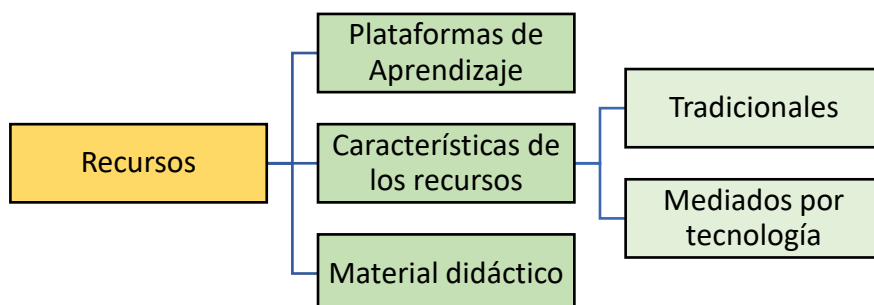 Recursos
Plataformas de
Aprendizaje
Características de
los recursos
Material didáctico
Tradicionales
Mediados por
tecnología